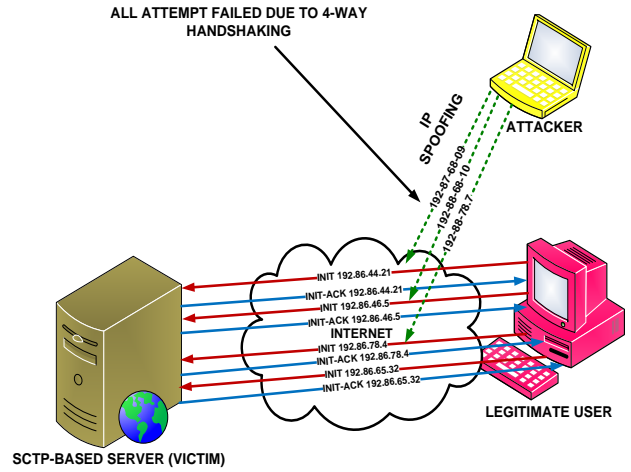 ALL ATTEMPT FAILED DUE TO 4-WAY
HANDSHAKING
IP
SPOOFING
ATTACKER
192-87-68-09
192-88-68-10
192-88-78.7
INIT 192.86.44.21
INIT-ACK 192.86.44.21
INIT 192.86.46.5
INIT-ACK 192.86.46.5
INTERNET
INIT 192.86.78.4
INIT-ACK 192.86.78.4
INIT 192.86.65.32
INIT-ACK 192.86.65.32
LEGITIMATE USER
SCTP-BASED SERVER (VICTIM)